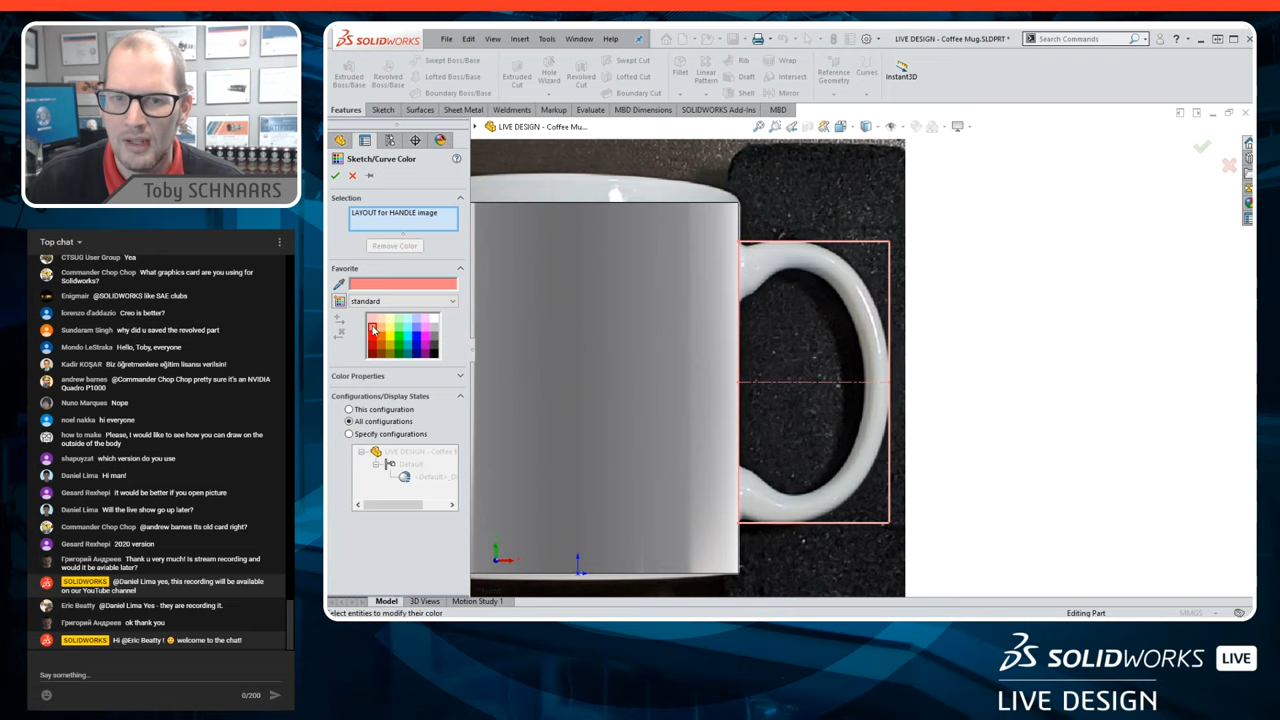 Toby SCHNAARS
Top chat
CTSUG User Group Yea
Commander Chop Chop What graphics card are you using for
Solidworks?
Enigmair @SOLIDWORKS like SAE clubs
lorenzo d'addazio Creo is better?
Sundaram Singh why did u saved the revolved part
Mondo LeStraka Hello, Toby, everyone
Kadir KOŞAR Biz öğretmenlere eğitim lisansı verilsin!
andrew barnes @Commander Chop Chop pretty sure it's an NVIDIA
Quadro P1000
Nuno Marques Nope
noel nakka hi everyone
how to make Please, I would like to see how you can draw on the
outside of the body
shapuyzat which version do you use
Daniel Lima Hi man!
Gesard Rexhepi it would be better if you open picture
Daniel Lima Will the live show go up later?
Commander Chop Chop @andrew barnes Its old card right?
Gesard Rexhepi 2020 version
Григорий Андреев Thank u very much! Is stream recording and
would it be aviable later?
SOLIDWORKS @Daniel Lima yes, this recording will be available
on our YouTube channel
Eric Beatty @Daniel Lima Yes - they are recording it.
Григорий Андреев ok thank you
SOLIDWORKS Hi @Eric Beatty ! welcome to the chat!
Say something...
0/200
SOLIDWORKS
File Edit View Insert Tools Window Help
LIVE DESIGN - Coffee Mug.SLDPRT *
Search Commands
Extruded Boss/Base
Revolved Boss/Base
Swept Boss/Base
Lofted Boss/Base
Boundary Boss/Base
Extruded Cut
Hole Wizard
Revolved Cut
Swept Cut
Lofted Cut
Boundary Cut
Fillet
Linear Pattern
Rib
Draft
Shell
Wrap
Intersect
Mirror
Reference Geometry
Curves
Instant3D
Features Sketch Surfaces Sheet Metal Weldments Markup Evaluate MBD Dimensions SOLIDWORKS Add-Ins MBD
LIVE DESIGN - Coffee Mu...
Sketch/Curve Color
Selection
LAYOUT for HANDLE image
Remove Color
Favorite
standard
Color Properties
Configurations/Display States
This configuration
All configurations
Specify configurations
LIVE DESIGN - Coffee M
Default
<Default>_D
Model 3D Views Motion Study 1
Select entities to modify their color
Editing Part
MMGS
SOLIDWORKS LIVE
LIVE DESIGN